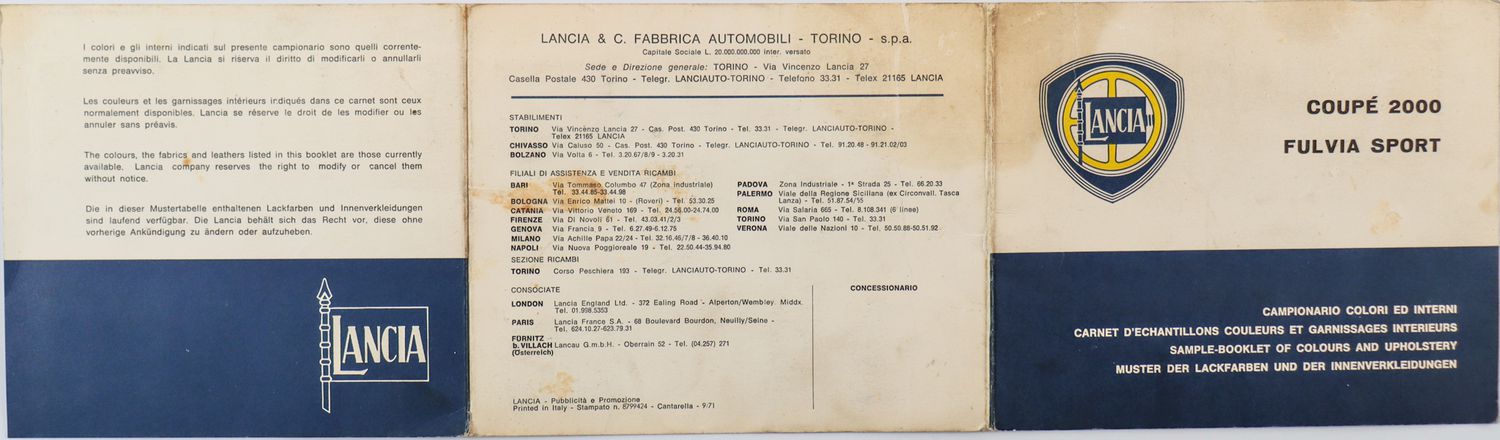 I colori e gli interni indicati sul presente campionario sono quelli corrente-
mente disponibili. La Lancia si riserva il diritto di modificarli o annullarli
senza preavviso.
Les couleurs et les garnissages intérieurs indiqués dans ce carnet sont ceux
normalement disponibles. Lancia se réserve le droit de les modifier ou les
annuler sans préavis.
The colours, the fabrics and leathers listed in this booklet are those currently
available. Lancia company reserves the right to modify or cancel them
without notice.
Die in dieser Mustertabelle enthaltenen Lackfarben und Innenverkleidungen
sind laufend verfügbar. Die Lancia behält sich das Recht vor, diese ohne
vorherige Ankündigung zu ändern oder aufzuheben.
LANCIA
LANCIA & C. FABBRICA AUTOMOBILI - TORINO - s.p.a.
Capitale Sociale L. 20.000.000.000 inter. versato
Sede e Direzione generale: TORINO - Via Vincenzo Lancia 27
Casella Postale 430 Torino - Telegr. LANCIAUTO-TORINO - Telefono 33.31 - Telex 21165 LANCIA
STABILIMENTI
TORINO Via Vincenzo Lancia 27 - Cas. Post. 430 Torino - Tel. 33.31 - Telegr. LANCIAUTO-TORINO -
Telex 21165 LANCIA
CHIVASSO Via Caluso 50 - Cas. Post. 430 Torino - Telegr. LANCIAUTO-TORINO - Tel. 91.20.48 - 91.21.02/03
BOLZANO Via Volta 6 - Tel. 3.20.67/8/9 - 3.20.31
FILIALI DI ASSISTENZA E VENDITA RICAMBI
BARI Via Tommaso Columbo 47 (Zona industriale)
Tel. 33.44.85-33.44.98
BOLOGNA Via Enrico Mattei 10 - (Roveri) - Tel. 53.30.25
CATANIA Via Vittorio Veneto 169 - Tel. 24.56.00-24.74.00
FIRENZE Via Di Novoli 61 - Tel. 43.03.41/2/3
GENOVA Via Francia 9 - Tel. 6.27.49-6.12.75
MILANO Via Achille Papa 22/24 - Tel. 32.16.46/7/8 - 36.40.10
NAPOLI Via Nuova Poggioreale 19 - Tel. 22.50.44-35.94.80
PADOVA Zona Industriale - 1ª Strada 25 - Tel. 66.20.33
PALERMO Viale della Regione Siciliana (ex Circonvall. Tasca
Lanza) - Tel. 51.87.54/55
ROMA Via Salaria 665 - Tel. 8.108.341 (6 linee)
TORINO Via San Paolo 140 - Tel. 33.31
VERONA Viale delle Nazioni 10 - Tel. 50.50.88-50.51.92
SEZIONE RICAMBI
TORINO Corso Peschiera 193 - Telegr. LANCIAUTO-TORINO - Tel. 33.31
CONSOCIATE
LONDON Lancia England Ltd. - 372 Ealing Road - Alperton/Wembley Middx.
Tel. 01.998.5353
PARIS Lancia France S.A. - 68 Boulevard Bourdon, Neuilly/Seine -
Tel. 624.10.27-623.79.31
FÜRNITZ
b. VILLACH Lancau G.m.b.H. - Oberrain 52 - Tel. (04.257) 271
(Österreich)
CONCESSIONARIO
LANCIA - Pubblicità e Promozione
Printed in Italy - Stampato n. 8799424 - Cantarella - 9/71
LANCIA
COUPÉ 2000
FULVIA SPORT
CAMPIONARIO COLORI ED INTERNI
CARNET D'ECHANTILLONS COULEURS ET GARNISSAGES INTERIEURS
SAMPLE-BOOKLET OF COLOURS AND UPHOLSTERY
MUSTER DER LACKFARBEN UND DER INNENVERKLEIDUNGEN